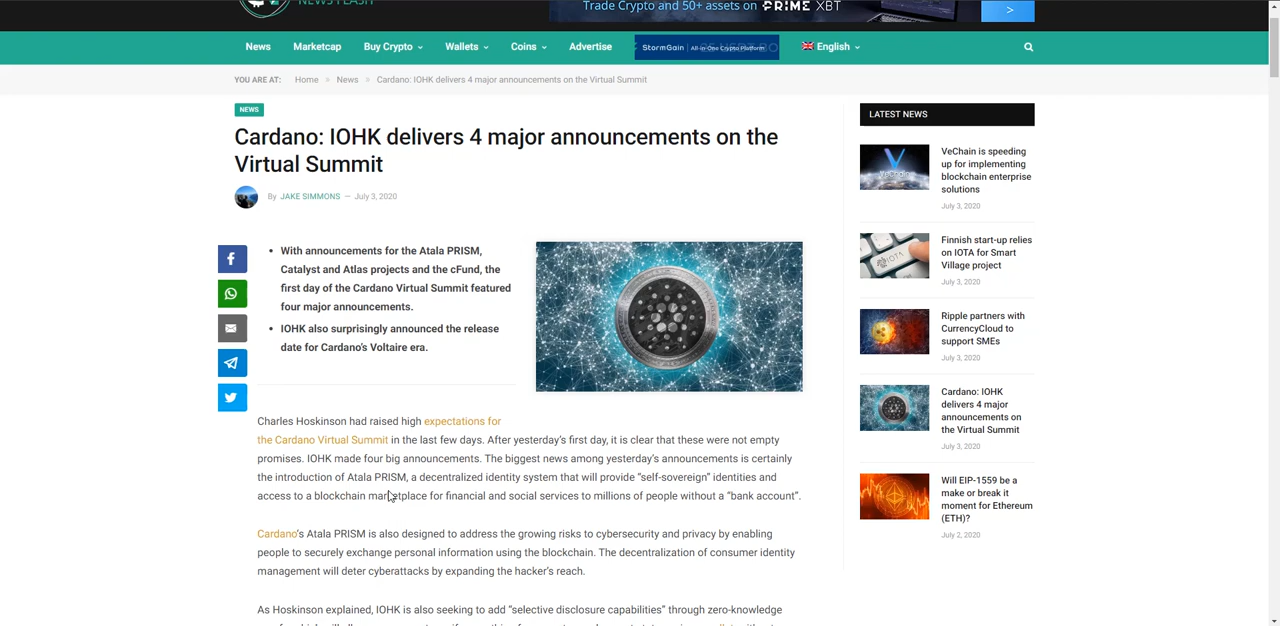 NEWS FLASH
Trade Crypto and 50+ assets on PRIME XBT
>
News Marketcap Buy Crypto Wallets Coins Advertise
StormGain | All-in-One Crypto Platform
English
YOU ARE AT: Home » News » Cardano: IOHK delivers 4 major announcements on the Virtual Summit
NEWS
Cardano: IOHK delivers 4 major announcements on the
Virtual Summit
By JAKE SIMMONS — July 3, 2020
• With announcements for the Atala PRISM,
Catalyst and Atlas projects and the cFund, the
first day of the Cardano Virtual Summit featured
four major announcements.
• IOHK also surprisingly announced the release
date for Cardano's Voltaire era.
Charles Hoskinson had raised high expectations for
the Cardano Virtual Summit in the last few days. After yesterday's first day, it is clear that these were not empty
promises. IOHK made four big announcements. The biggest news among yesterday's announcements is certainly
the introduction of Atala PRISM, a decentralized identity system that will provide "self-sovereign" identities and
access to a blockchain marketplace for financial and social services to millions of people without a "bank account".
Cardano's Atala PRISM is also designed to address the growing risks to cybersecurity and privacy by enabling
people to securely exchange personal information using the blockchain. The decentralization of consumer identity
management will deter cyberattacks by expanding the hacker's reach.
As Hoskinson explained, IOHK is also seeking to add "selective disclosure capabilities" through zero-knowledge
LATEST NEWS
VeChain
VeChain is speeding
up for implementing
blockchain enterprise
solutions
July 3, 2020
IOTA
Finnish start-up relies
on IOTA for Smart
Village project
July 3, 2020
Ripple partners with
CurrencyCloud to
support SMEs
July 3, 2020
Cardano: IOHK
delivers 4 major
announcements on
the Virtual Summit
July 3, 2020
Will EIP-1559 be a
make or break it
moment for Ethereum
(ETH)?
July 2, 2020